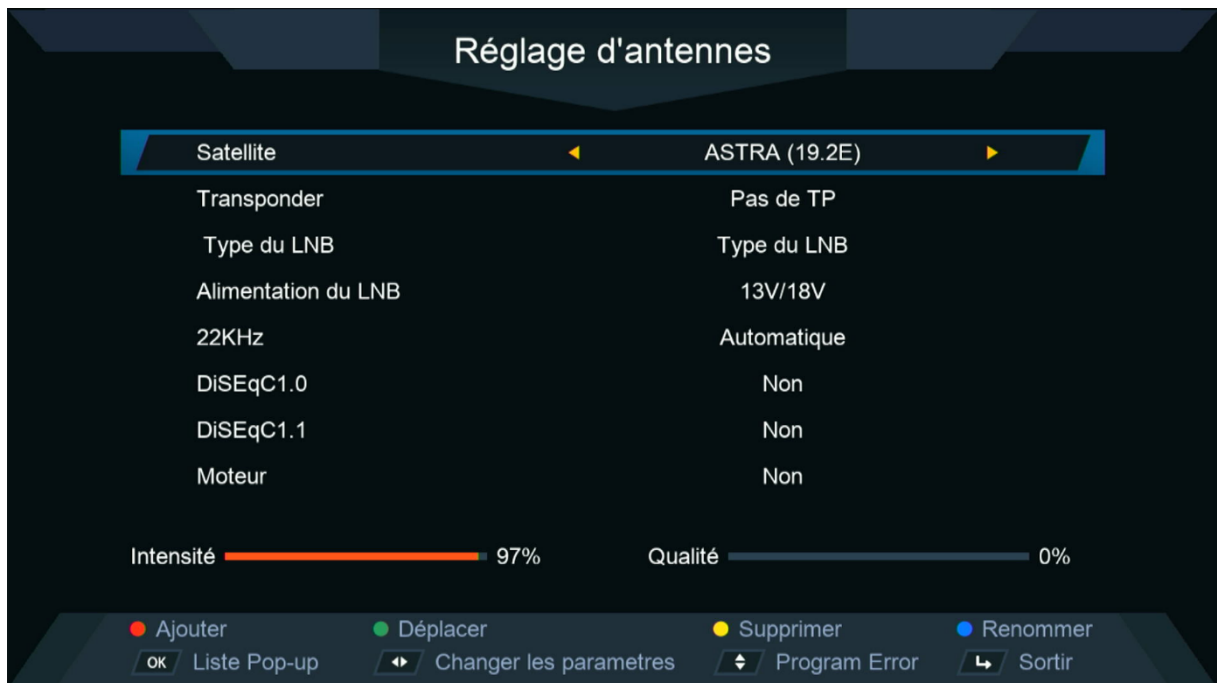 Réglage d'antennes
Satellite ASTRA (19.2E)
Transponder Pas de TP
Type du LNB Type du LNB
Alimentation du LNB 13V/18V
22KHz Automatique
DiSEqC1.0 Non
DiSEqC1.1 Non
Moteur Non
Intensité 97% Qualité 0%
Ajouter Déplacer Supprimer Renommer
OK Liste Pop-up Changer les parametres Program Error Sortir